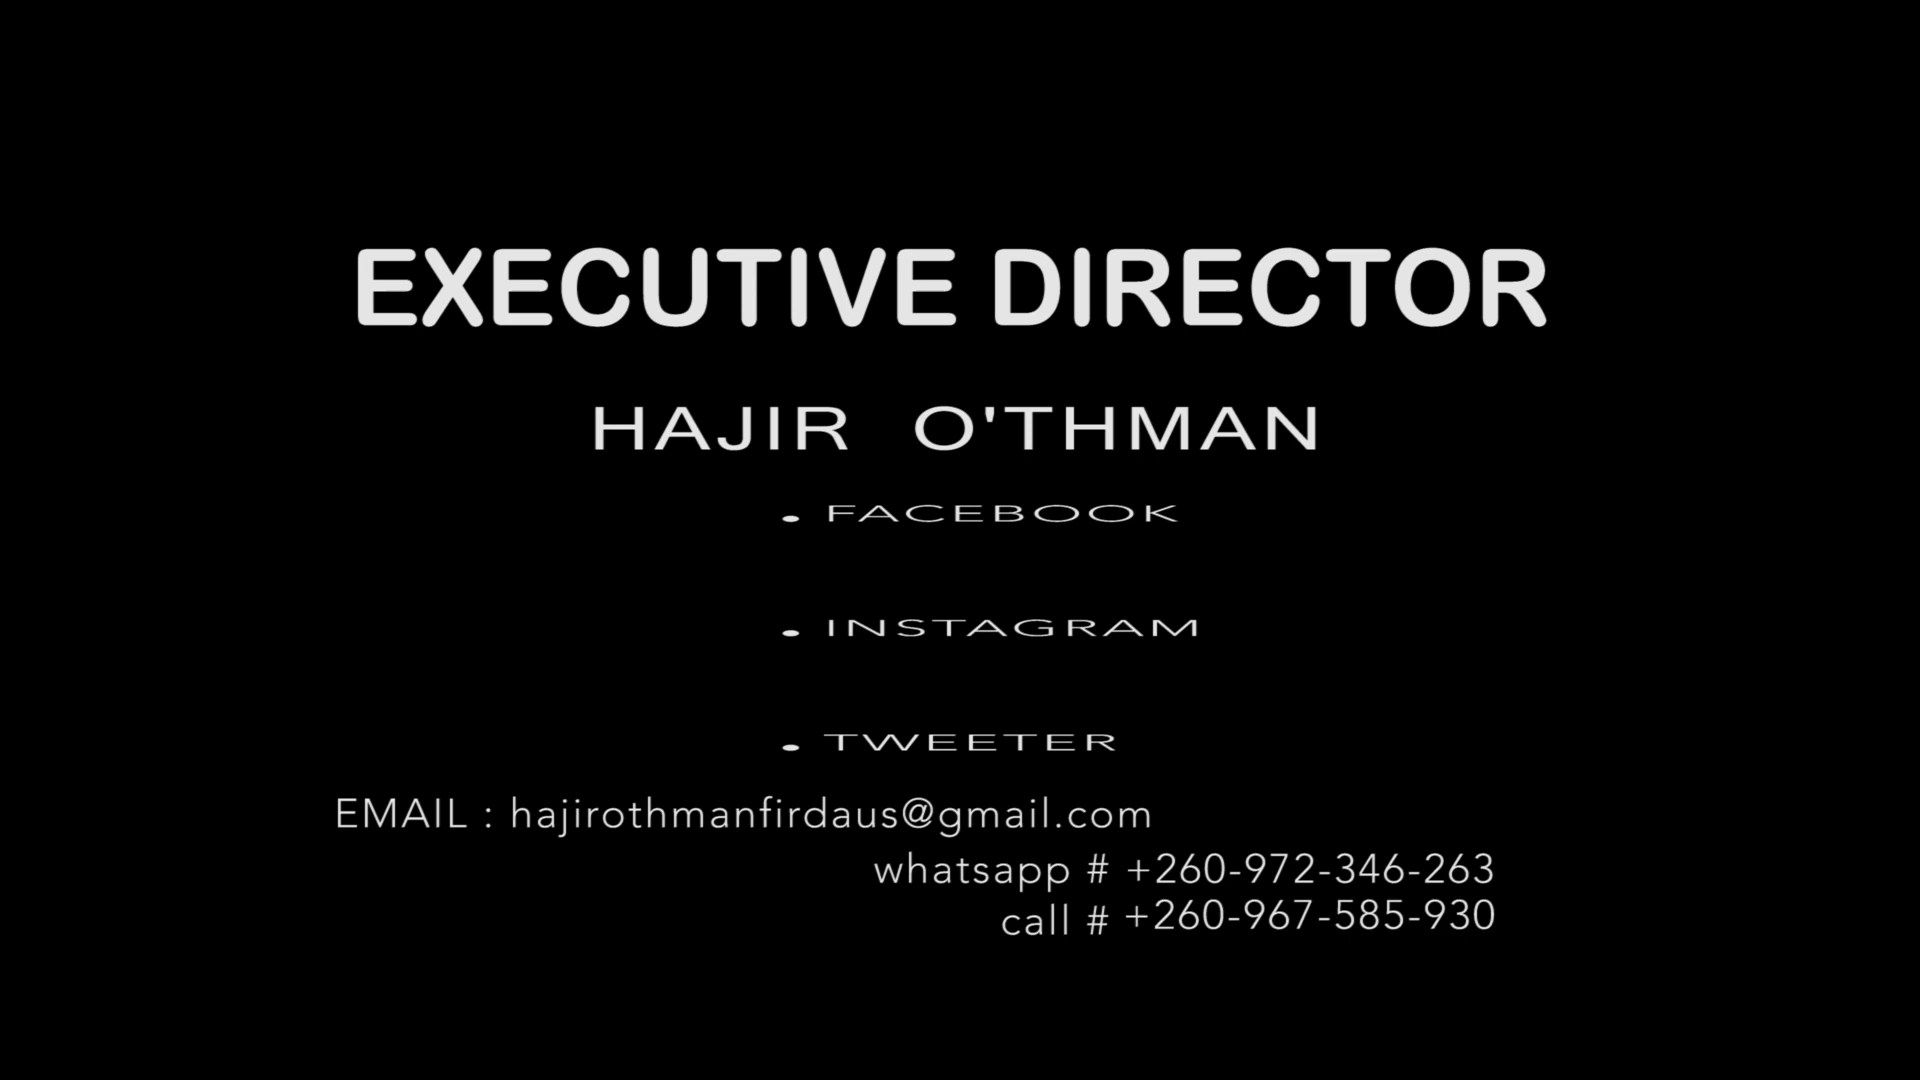 EXECUTIVE DIRECTOR
HAJIR O'THMAN
• FACEBOOK
• INSTAGRAM
• TWEETER
EMAIL : hajirothmanfirdaus@gmail.com
whatsapp # +260-972-346-263
call # +260-967-585-930